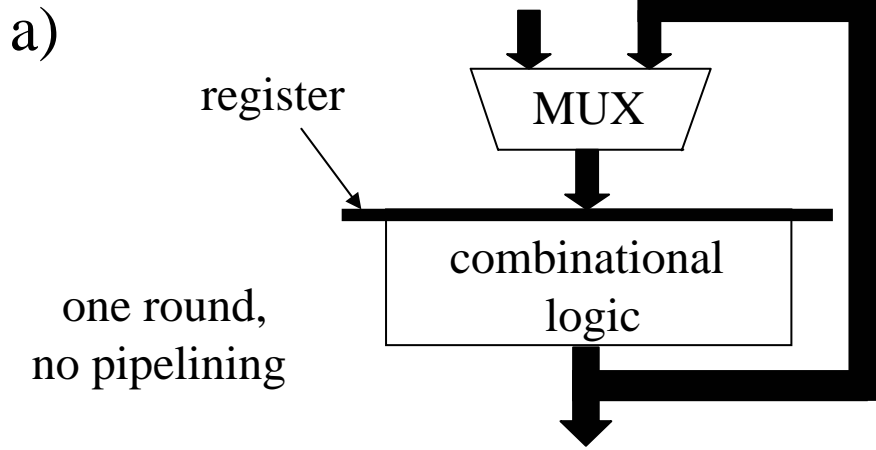 a)
MUX
register
combinational
logic
one round,
no pipelining